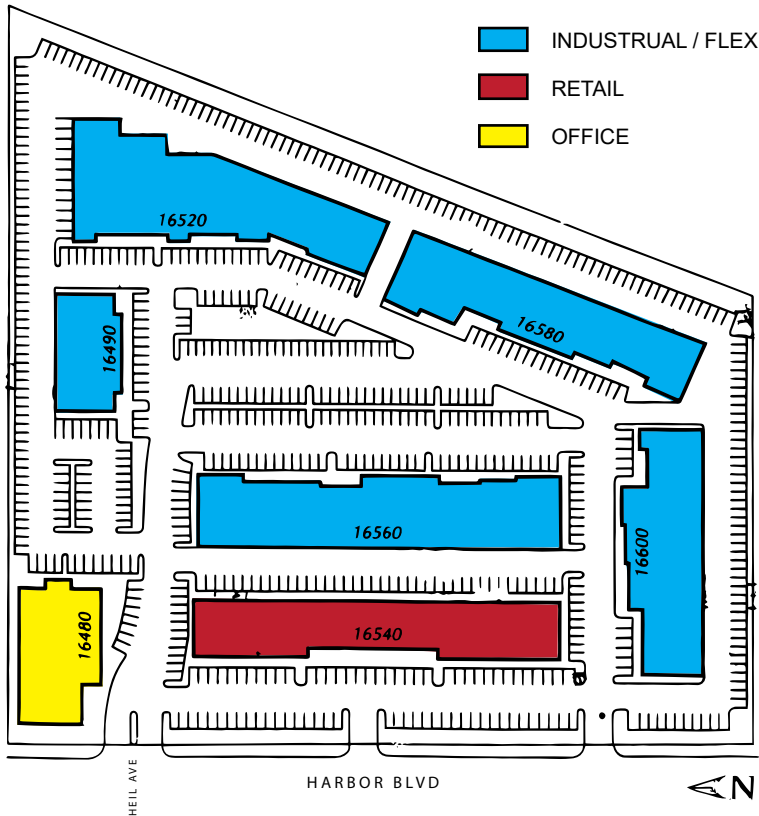 INDUSTRUAL / FLEX
RETAIL
OFFICE
16520
16580
16490
16560
16600
16540
16480
HEIL AVE
HARBOR BLVD
N